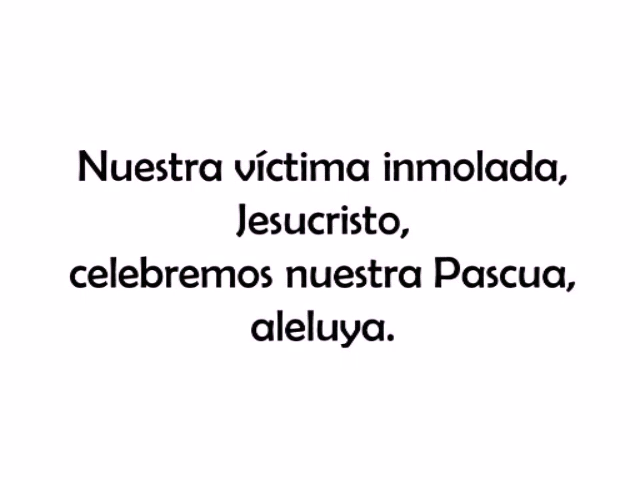 Nuestra víctima inmolada,
Jesucristo,
celebremos nuestra Pascua,
aleluya.